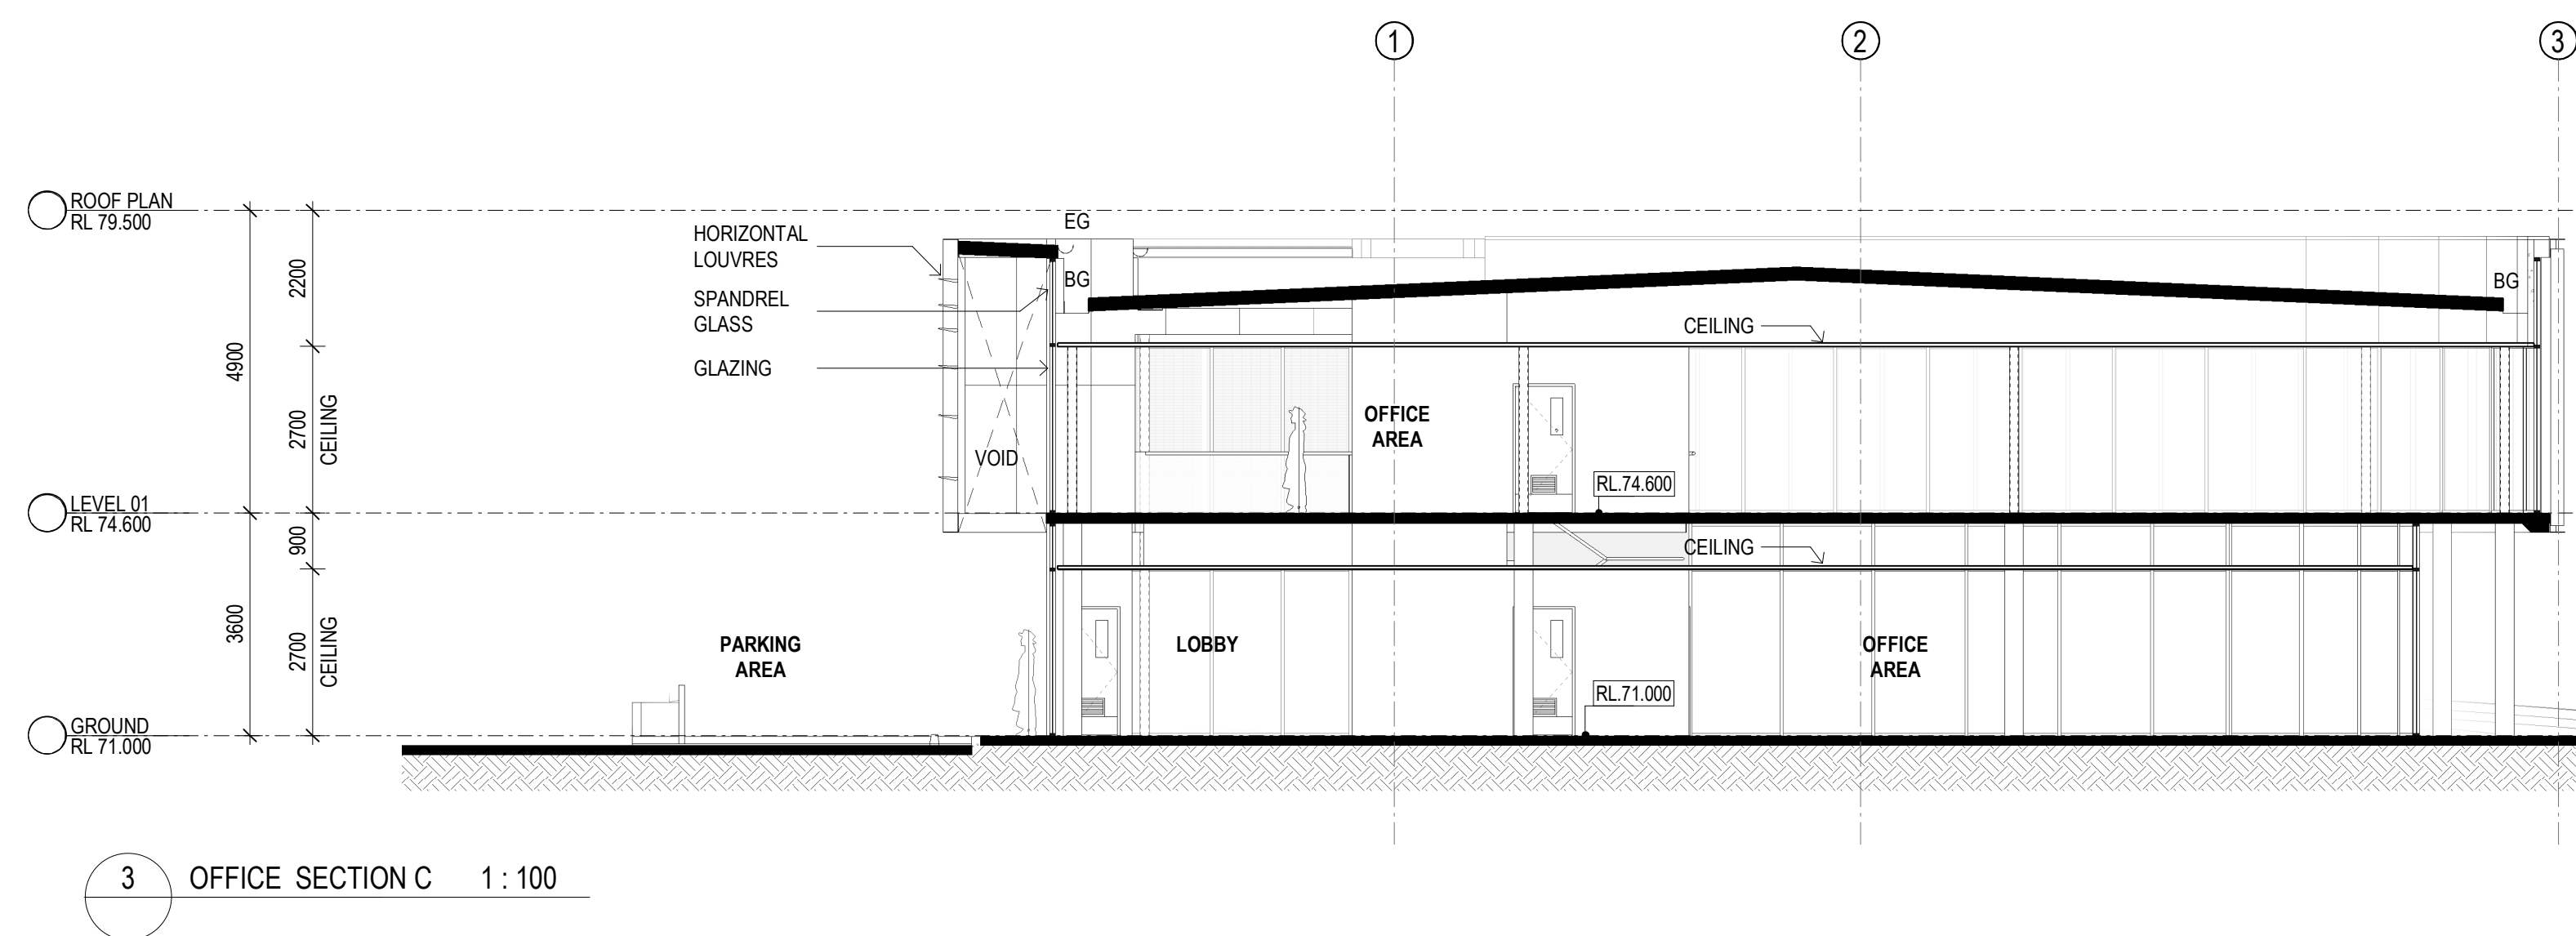 1
2
3
ROOF PLAN
RL 79.500
HORIZONTAL
LOUVRES
EG
2200
BG
BG
SPANDREL
GLASS
CEILING
4900
GLAZING
2700
CEILING
OFFICE
AREA
VOID
RL.74.600
LEVEL 01
RL 74.600
900
CEILING
3600
2700
CEILING
PARKING
AREA
LOBBY
OFFICE
AREA
RL.71.000
GROUND
RL 71.000
3
OFFICE SECTION C 1 : 100